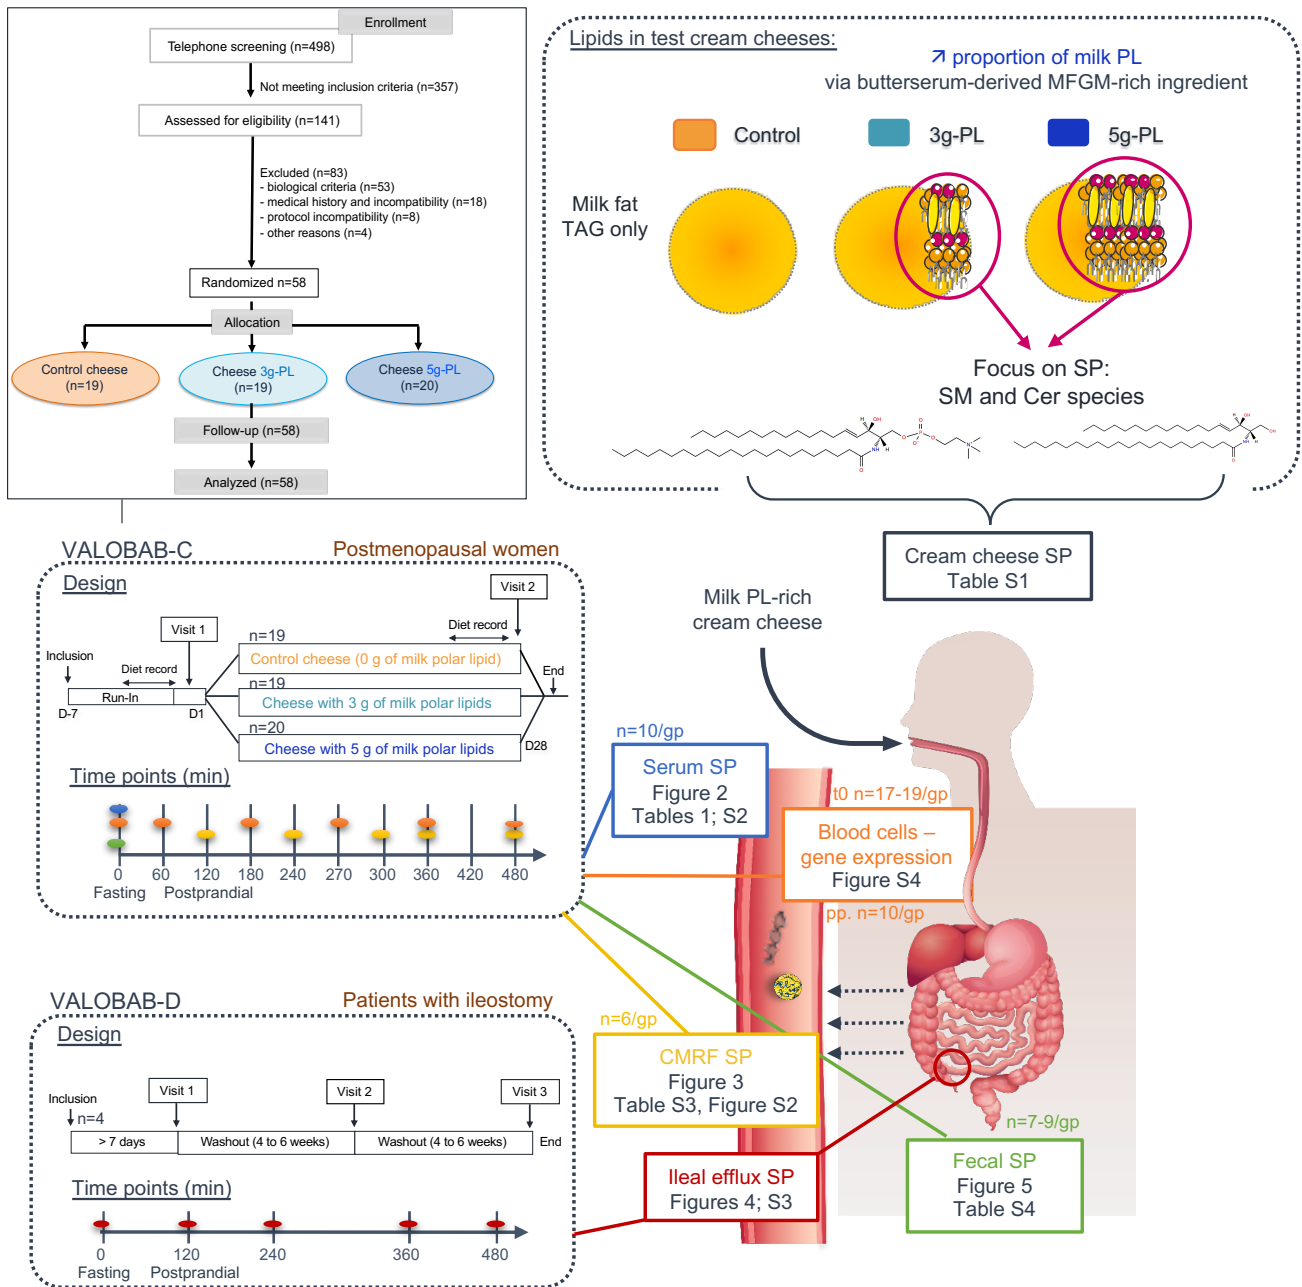 Enrollment
Telephone screening (n=498)
Not meeting inclusion criteria (n=357)
Assessed for eligibility (n=141)
Excluded (n=83)
- biological criteria (n=53)
- medical history and incompatibility (n=18)
- protocol incompatibility (n=8)
- other reasons (n=4)
Randomized n=58
Allocation
Control cheese
(n=19)
Cheese 3g-PL
(n=19)
Cheese 5g-PL
(n=20)
Follow-up (n=58)
Analyzed (n=58)
Lipids in test cream cheeses:
↗ proportion of milk PL
via butterserum-derived MFGM-rich ingredient
Control
3g-PL
5g-PL
Milk fat
TAG only
Focus on SP:
SM and Cer species
H
OH
O
O
P
O
O-
N+
NH
H
O
H
OH
OH
NH
H
O
Cream cheese SP
Table S1
VALOBAB-C
Postmenopausal women
Design
Visit 2
Visit 1
n=19
Diet record
Inclusion
Diet record
Control cheese (0 g of milk polar lipid)
End
n=19
Run-In
Cheese with 3 g of milk polar lipids
D-7
D1
n=20
Cheese with 5 g of milk polar lipids
D28
Time points (min)
0 60 120 180 240 270 300 360 420 480
Fasting Postprandial
Milk PL-rich
cream cheese
n=10/gp
Serum SP
Figure 2
Tables 1; S2
t0 n=17-19/gp
Blood cells –
gene expression
Figure S4
pp. n=10/gp
n=6/gp
CMRF SP
Figure 3
Table S3, Figure S2
n=7-9/gp
Fecal SP
Figure 5
Table S4
Ileal efflux SP
Figures 4; S3
VALOBAB-D
Patients with ileostomy
Design
Visit 1
Visit 2
Visit 3
Inclusion
n=4
> 7 days
Washout (4 to 6 weeks)
Washout (4 to 6 weeks)
End
Time points (min)
0 120 240 360 480
Fasting Postprandial